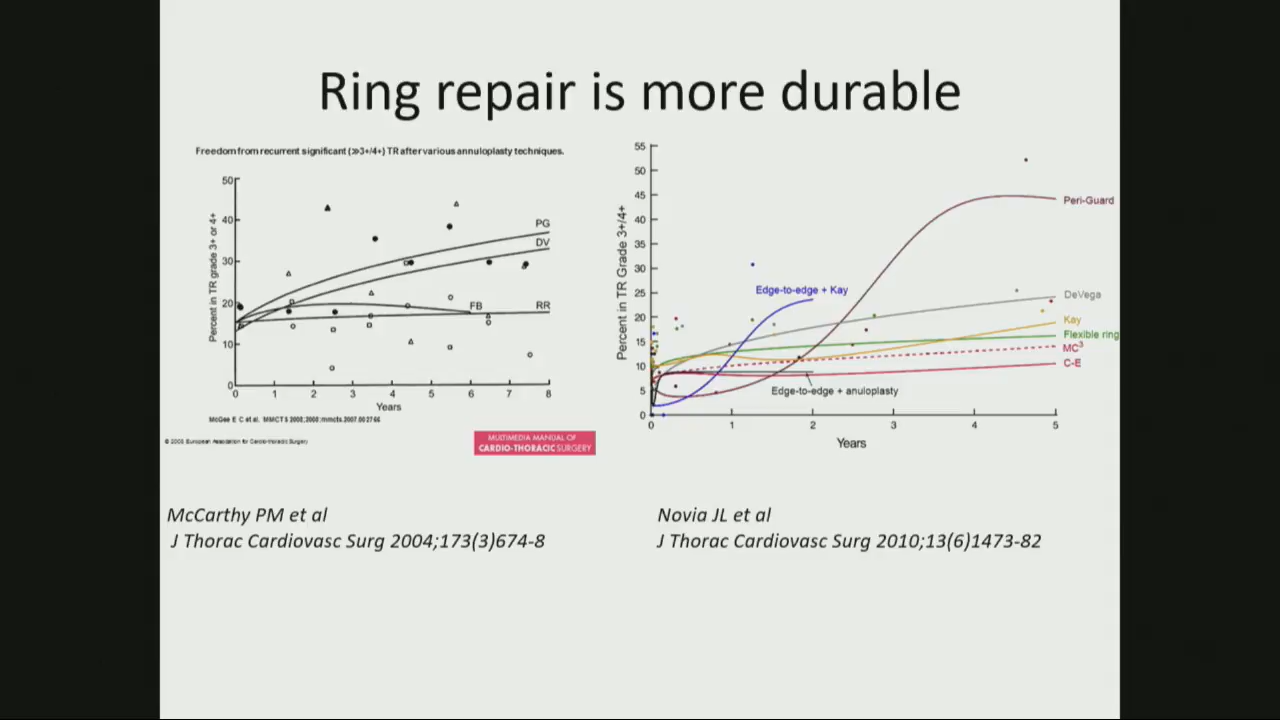 Ring repair is more durable
Freedom from recurrent significant (≫3+/4+) TR after various annuloplasty techniques.
50
40
30
20
10
0
Percent in TR grade 3+ or 4+
PG
DV
FB
RR
0 1 2 3 4 5 6 7 8
Years
McGee E C et al. MMCTS 2008;2008:mmcts.2007.002766
© 2008 European Association for Cardio-thoracic Surgery
MULTIMEDIA MANUAL OF
CARDIO-THORACIC SURGERY
55
50
45
40
35
30
25
20
15
10
5
0
Percent in TR Grade 3+/4+
Peri-Guard
Edge-to-edge + Kay
DeVega
Kay
Flexible ring
MC³
C-E
Edge-to-edge + anuloplasty
0 1 2 3 4 5
Years
McCarthy PM et al
J Thorac Cardiovasc Surg 2004;173(3)674-8
Novia JL et al
J Thorac Cardiovasc Surg 2010;13(6)1473-82